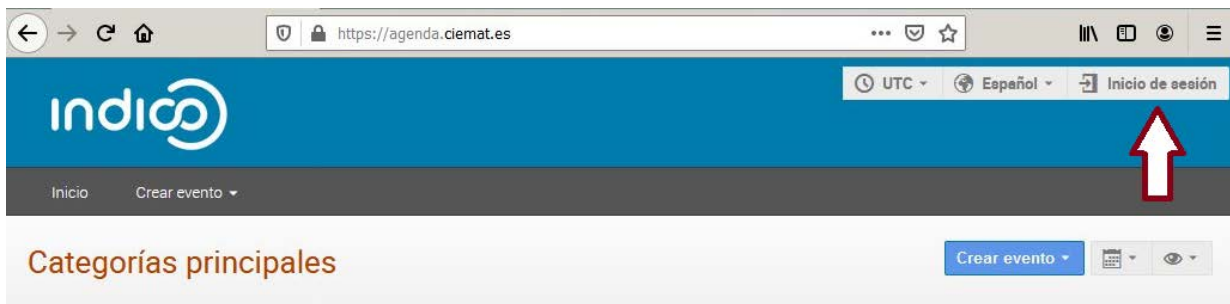 https://agenda.ciemat.es
UTC Español Inicio de sesión
indico
Inicio Crear evento
Categorías principales Crear evento